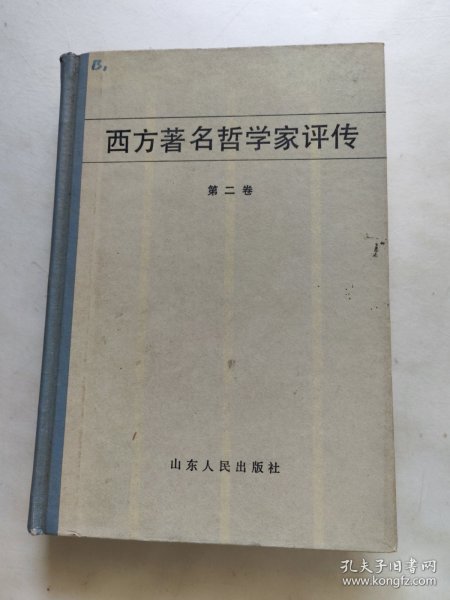 B,
西方著名哲学家评传
第二卷
山东人民出版社
孔夫子旧书网
www.kongfz.com